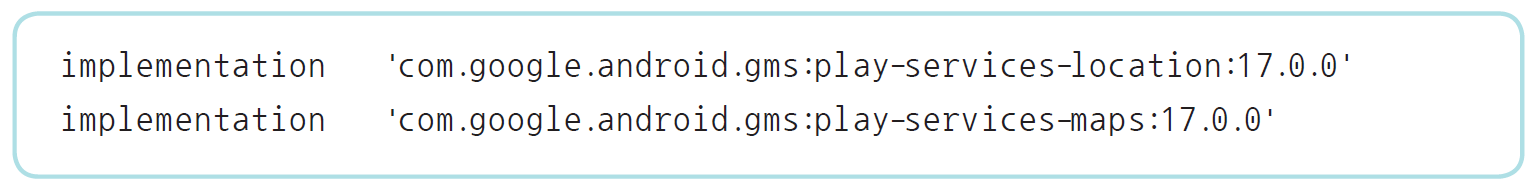 implementation   'com.google.android.gms:play-services-location:17.0.0'
implementation   'com.google.android.gms:play-services-maps:17.0.0'